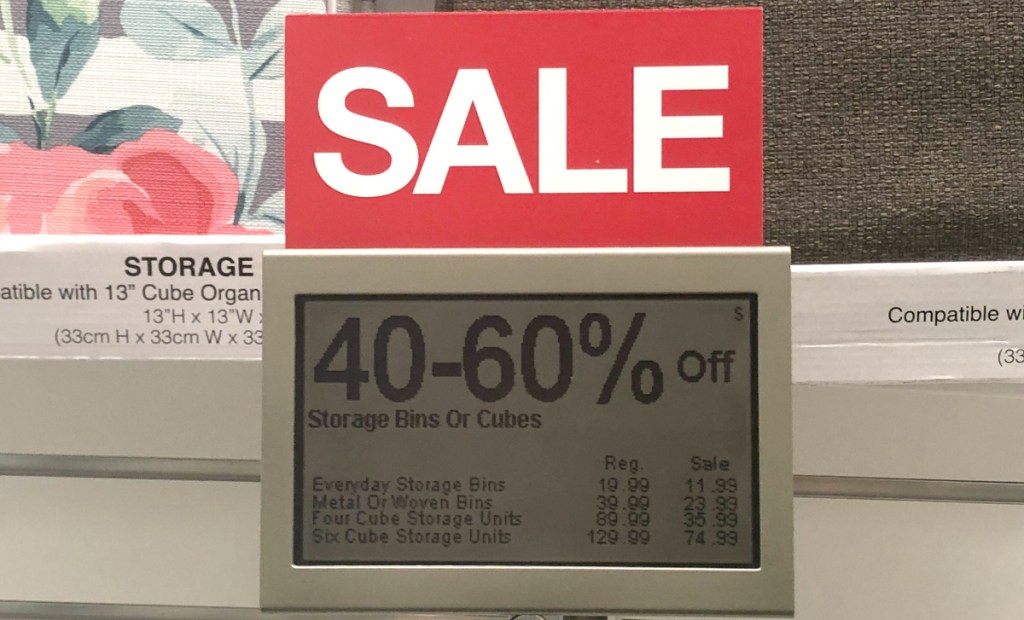 SALE
STORAGE
atible with 13" Cube Organ
13"H x 13"W x
(33cm H x 33cm W x 33
Compatible wi
(33
S
40-60% Off
Storage Bins Or Cubes
Reg. Sale
Everyday Storage Bins 19.99 11.99
Metal Or Woven Bins 39.99 23.99
Four Cube Storage Units 89.99 35.99
Six Cube Storage Units 129.99 74.99